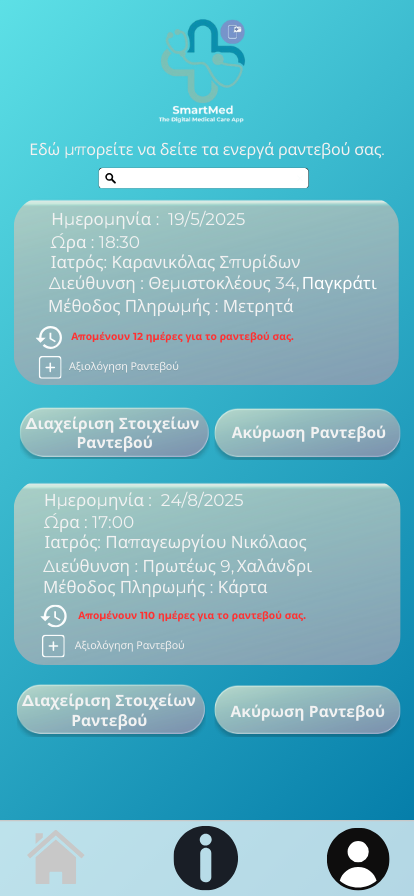 SmartMed
The Digital Medical Care App
Εδώ μπορείτε να δείτε τα ενεργά ραντεβού σας.
Ημερομηνία : 19/5/2025
Ώρα : 18:30
Ιατρός: Καρανικόλας Σπυρίδων
Διεύθυνση : Θεμιστοκλέους 34, Παγκράτι
Μέθοδος Πληρωμής : Μετρητά
Απομένουν 12 ημέρες για το ραντεβού σας.
Αξιολόγηση Ραντεβού
Διαχείριση Στοιχείων
Ραντεβού
Ακύρωση Ραντεβού
Ημερομηνία : 24/8/2025
Ώρα : 17:00
Ιατρός: Παπαγεωργίου Νικόλαος
Διεύθυνση : Πρωτέως 9, Χαλάνδρι
Μέθοδος Πληρωμής : Κάρτα
Απομένουν 110 ημέρες για το ραντεβού σας.
Αξιολόγηση Ραντεβού
Διαχείριση Στοιχείων
Ραντεβού
Ακύρωση Ραντεβού